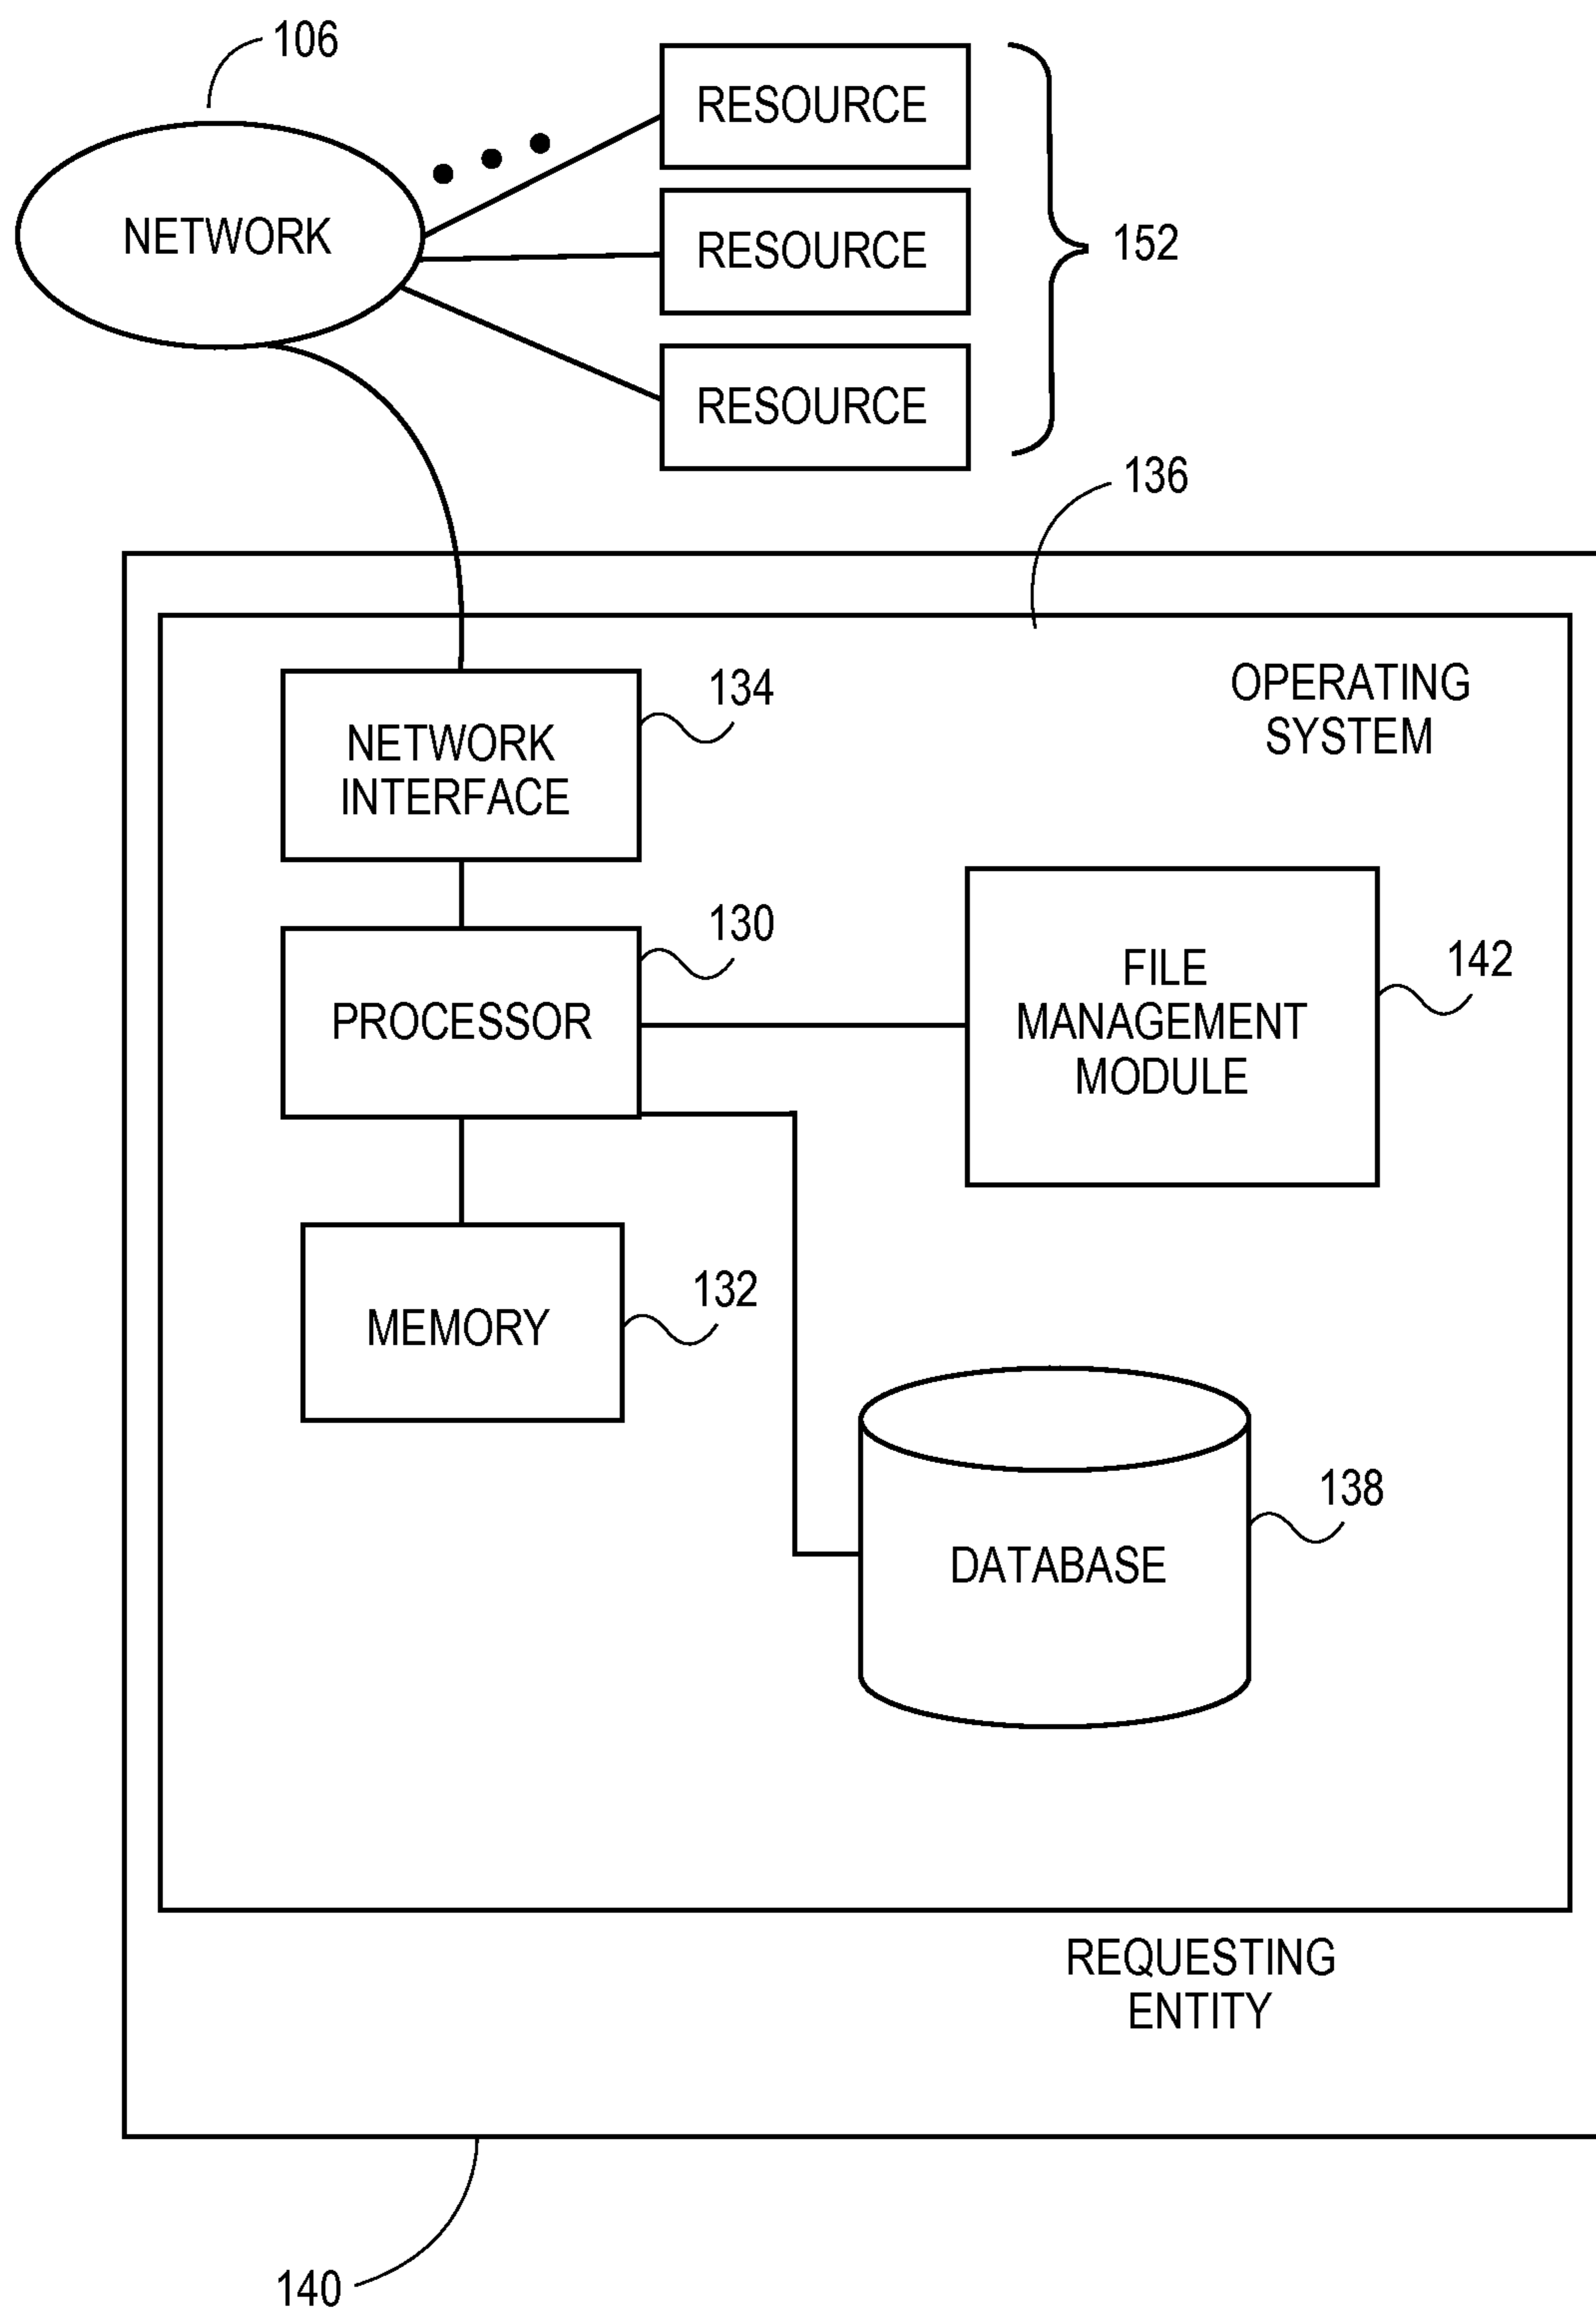 106
RESOURCE
NETWORK
RESOURCE
152
RESOURCE
136
OPERATING
SYSTEM
134
NETWORK
INTERFACE
130
PROCESSOR
FILE
MANAGEMENT
MODULE
142
132
MEMORY
138
DATABASE
REQUESTING
ENTITY
140